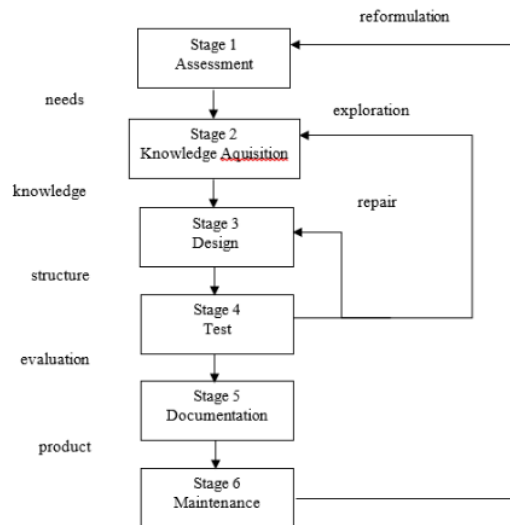 reformulation
Stage 1
Assessment
needs
exploration
Stage 2
Knowledge Aquisition
knowledge
repair
Stage 3
Design
structure
Stage 4
Test
evaluation
Stage 5
Documentation
product
Stage 6
Maintenance